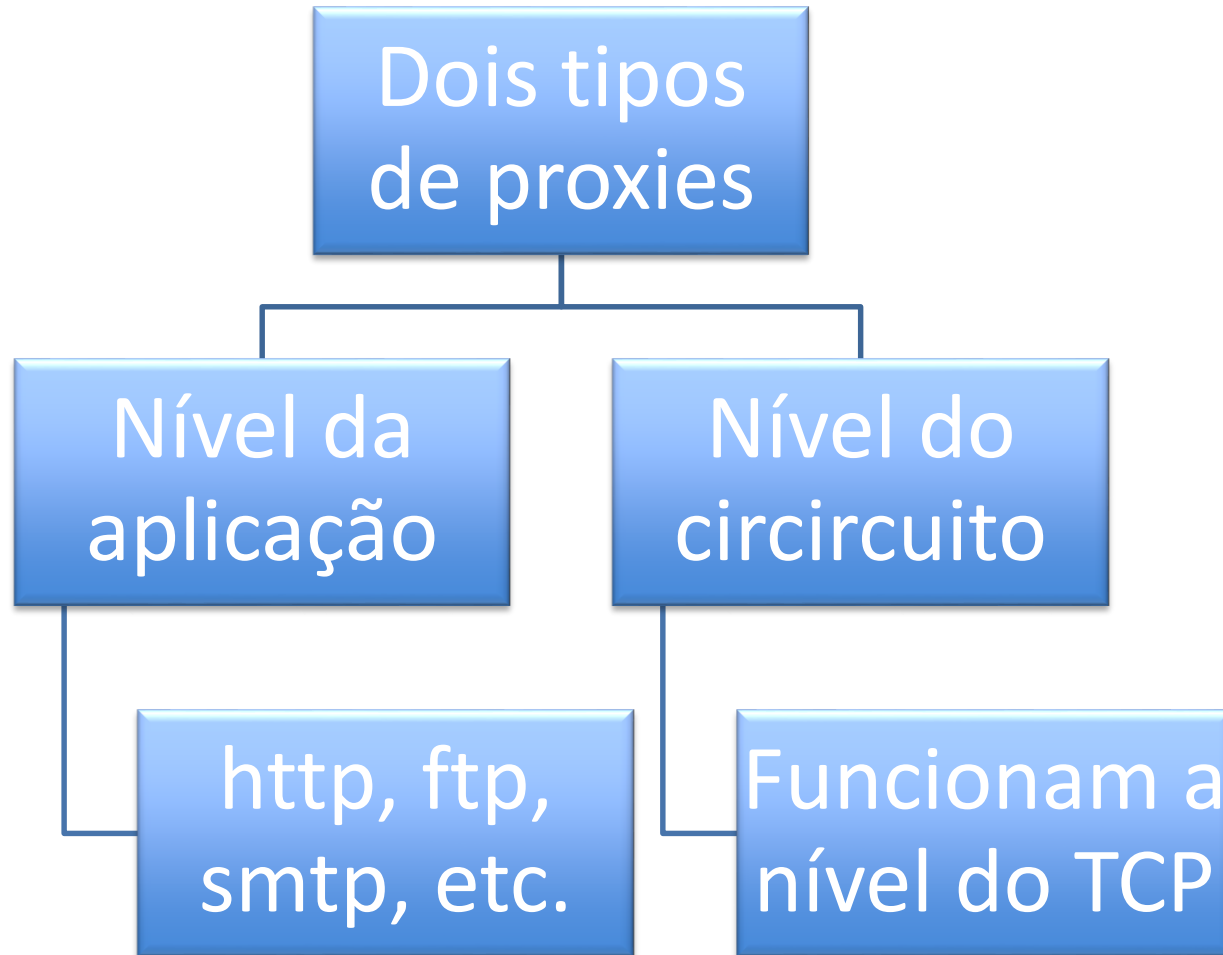 Dois tipos
de proxies
Nível da
aplicação
Nível do
circircuito
http, ftp,
smtp, etc.
Funcionam a
nível do TCP